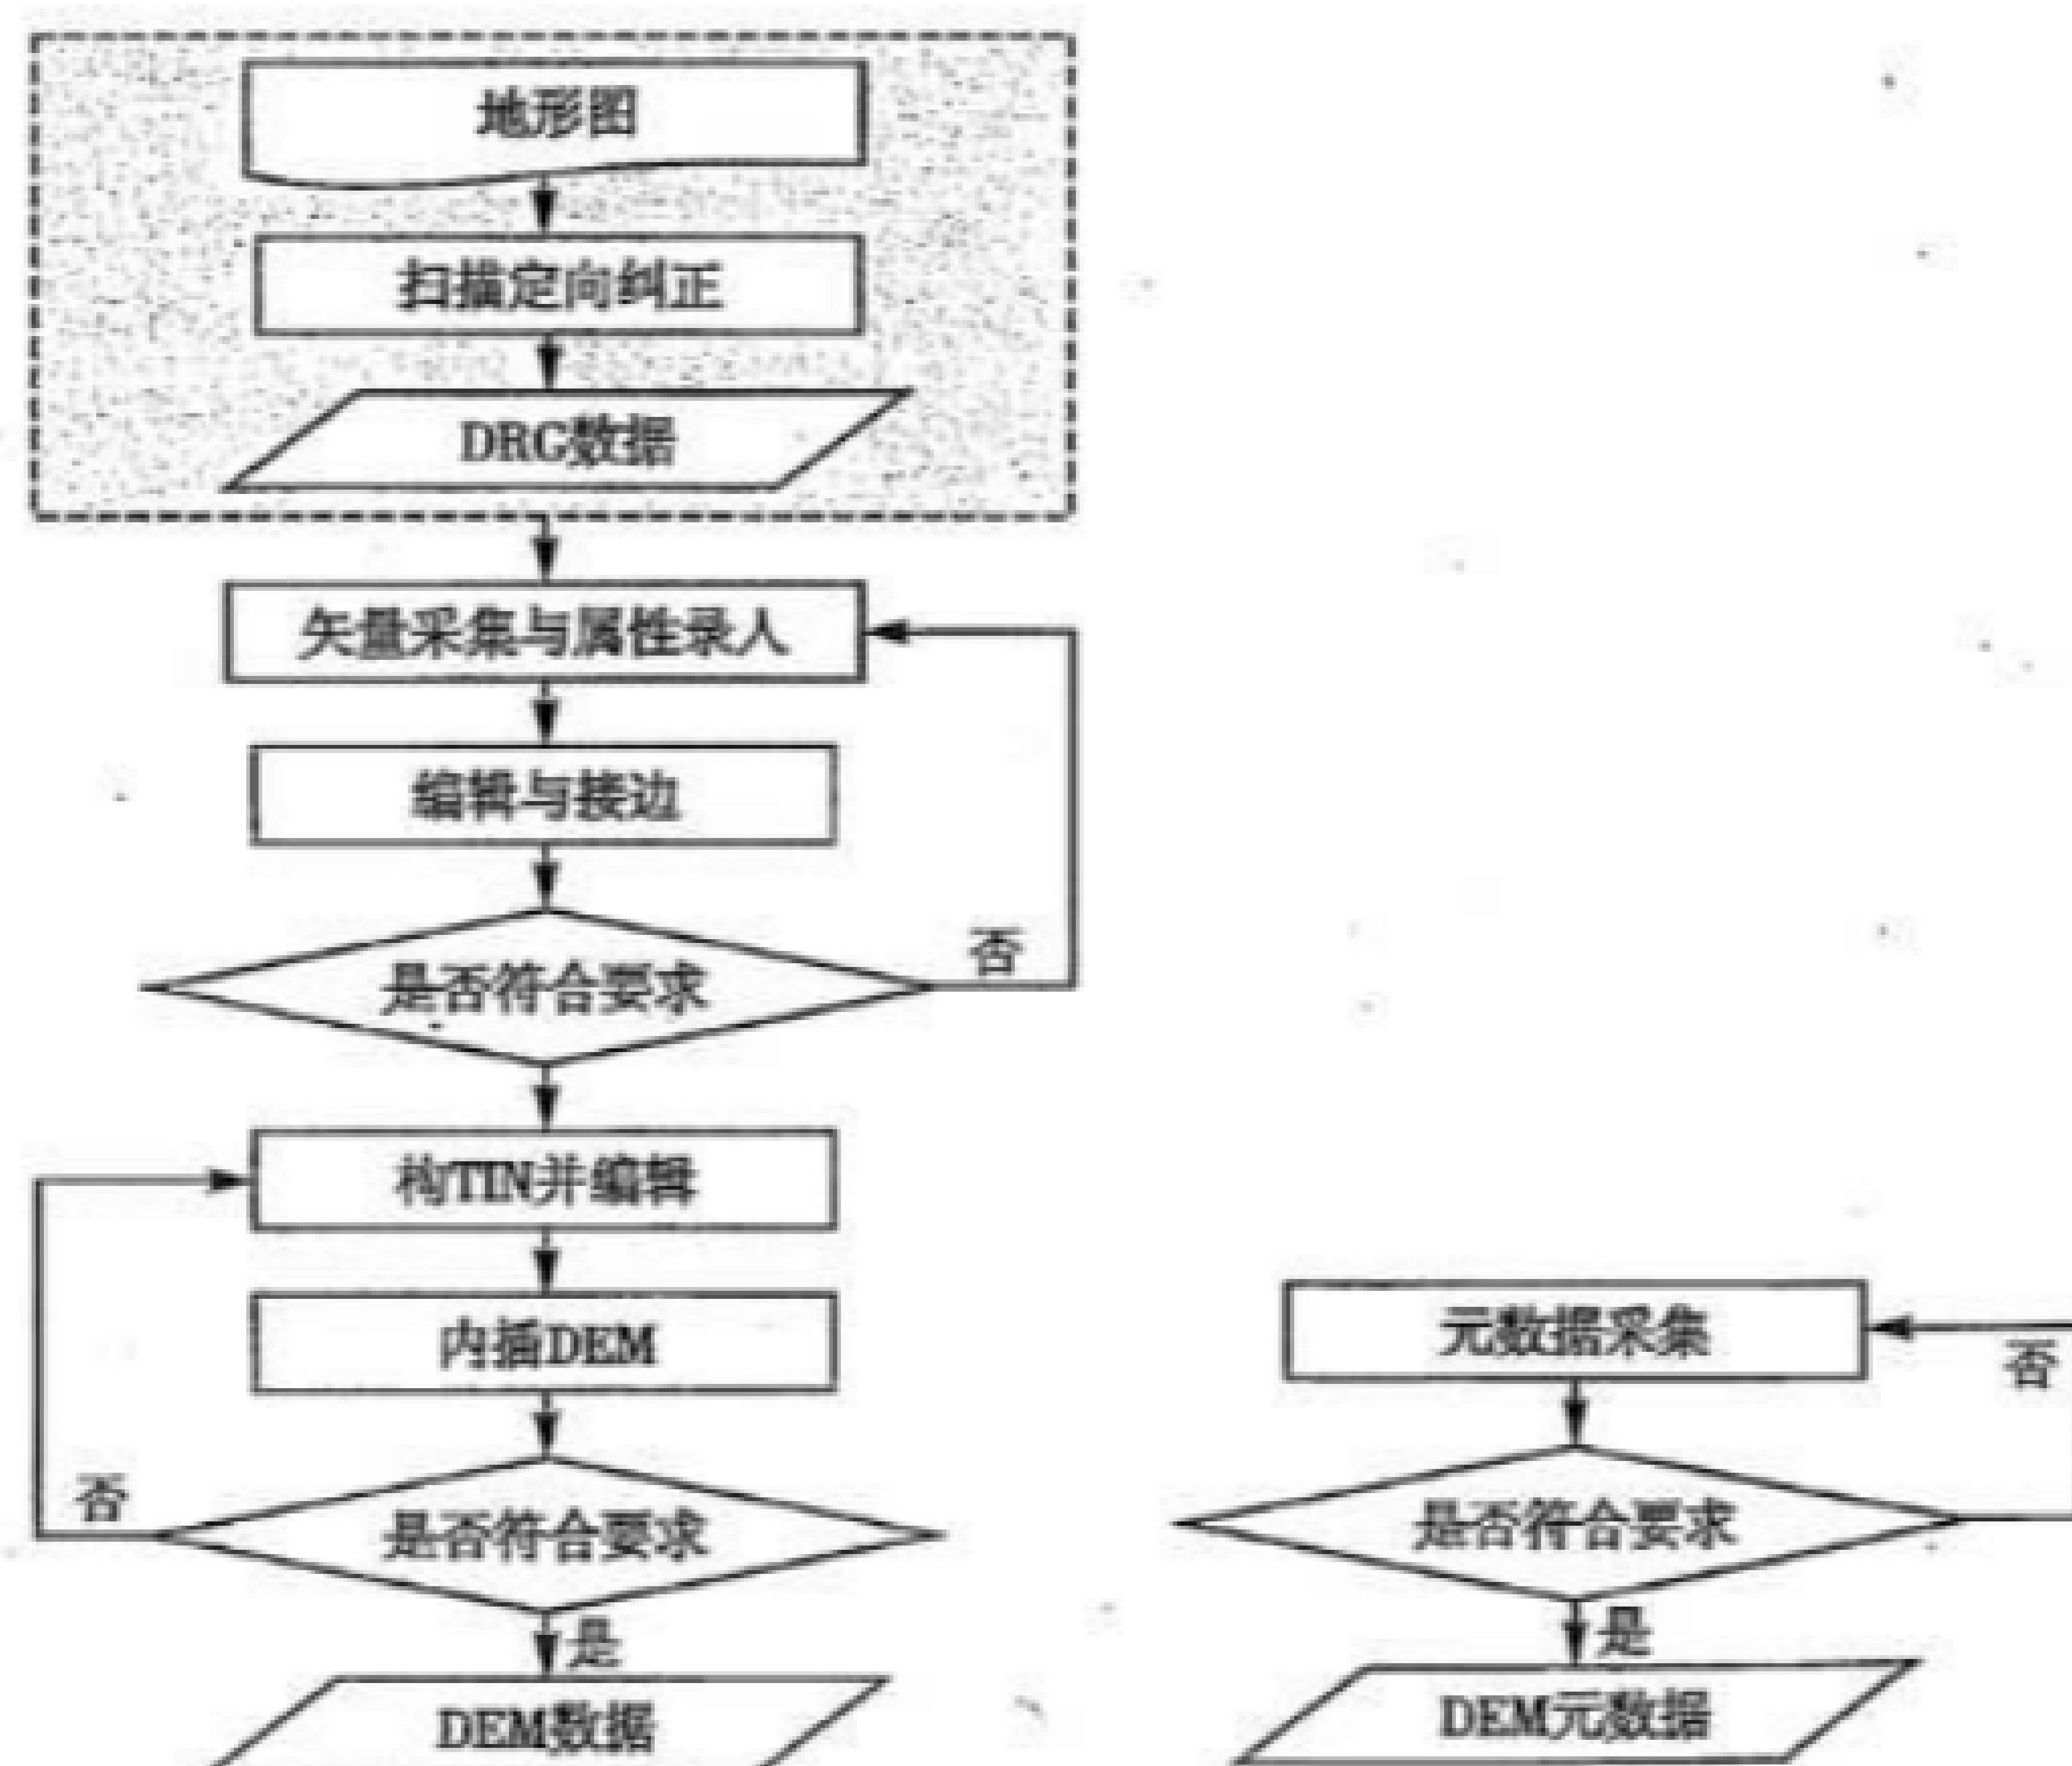 地形图
扫描定向纠正
DRG数据
矢量采集与属性录人
编辑与接边
是否符合要求
否
构TIN并编辑
内插DEM
是否符合要求
否
是
DEM数据
元数据采集
否
是否符合要求
是
DEM元数据